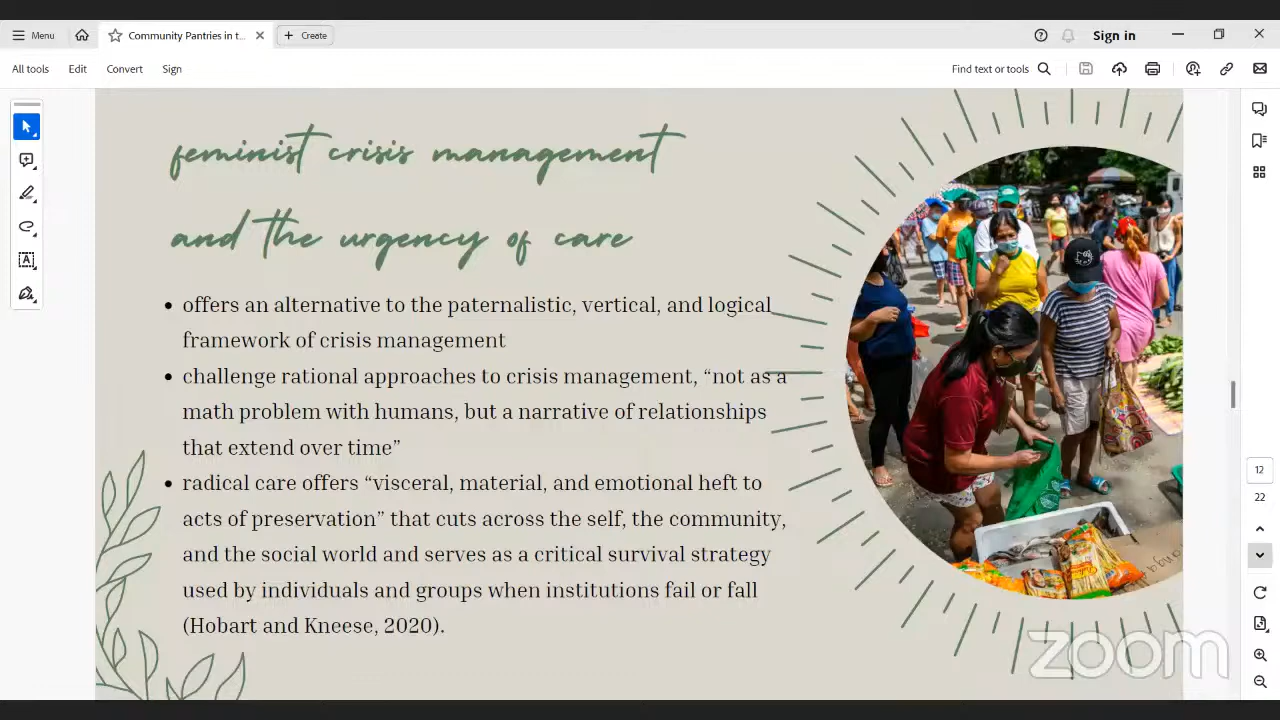 Menu
Community Pantries in t...
Create
Sign in
All tools
Edit
Convert
Sign
Find text or tools
feminist crisis management
and the urgency of care
• offers an alternative to the paternalistic, vertical, and logical
framework of crisis management
• challenge rational approaches to crisis management, “not as a
math problem with humans, but a narrative of relationships
that extend over time”
• radical care offers “visceral, material, and emotional heft to
acts of preservation” that cuts across the self, the community,
and the social world and serves as a critical survival strategy
used by individuals and groups when institutions fail or fall
(Hobart and Kneese, 2020).
12
22
zoom